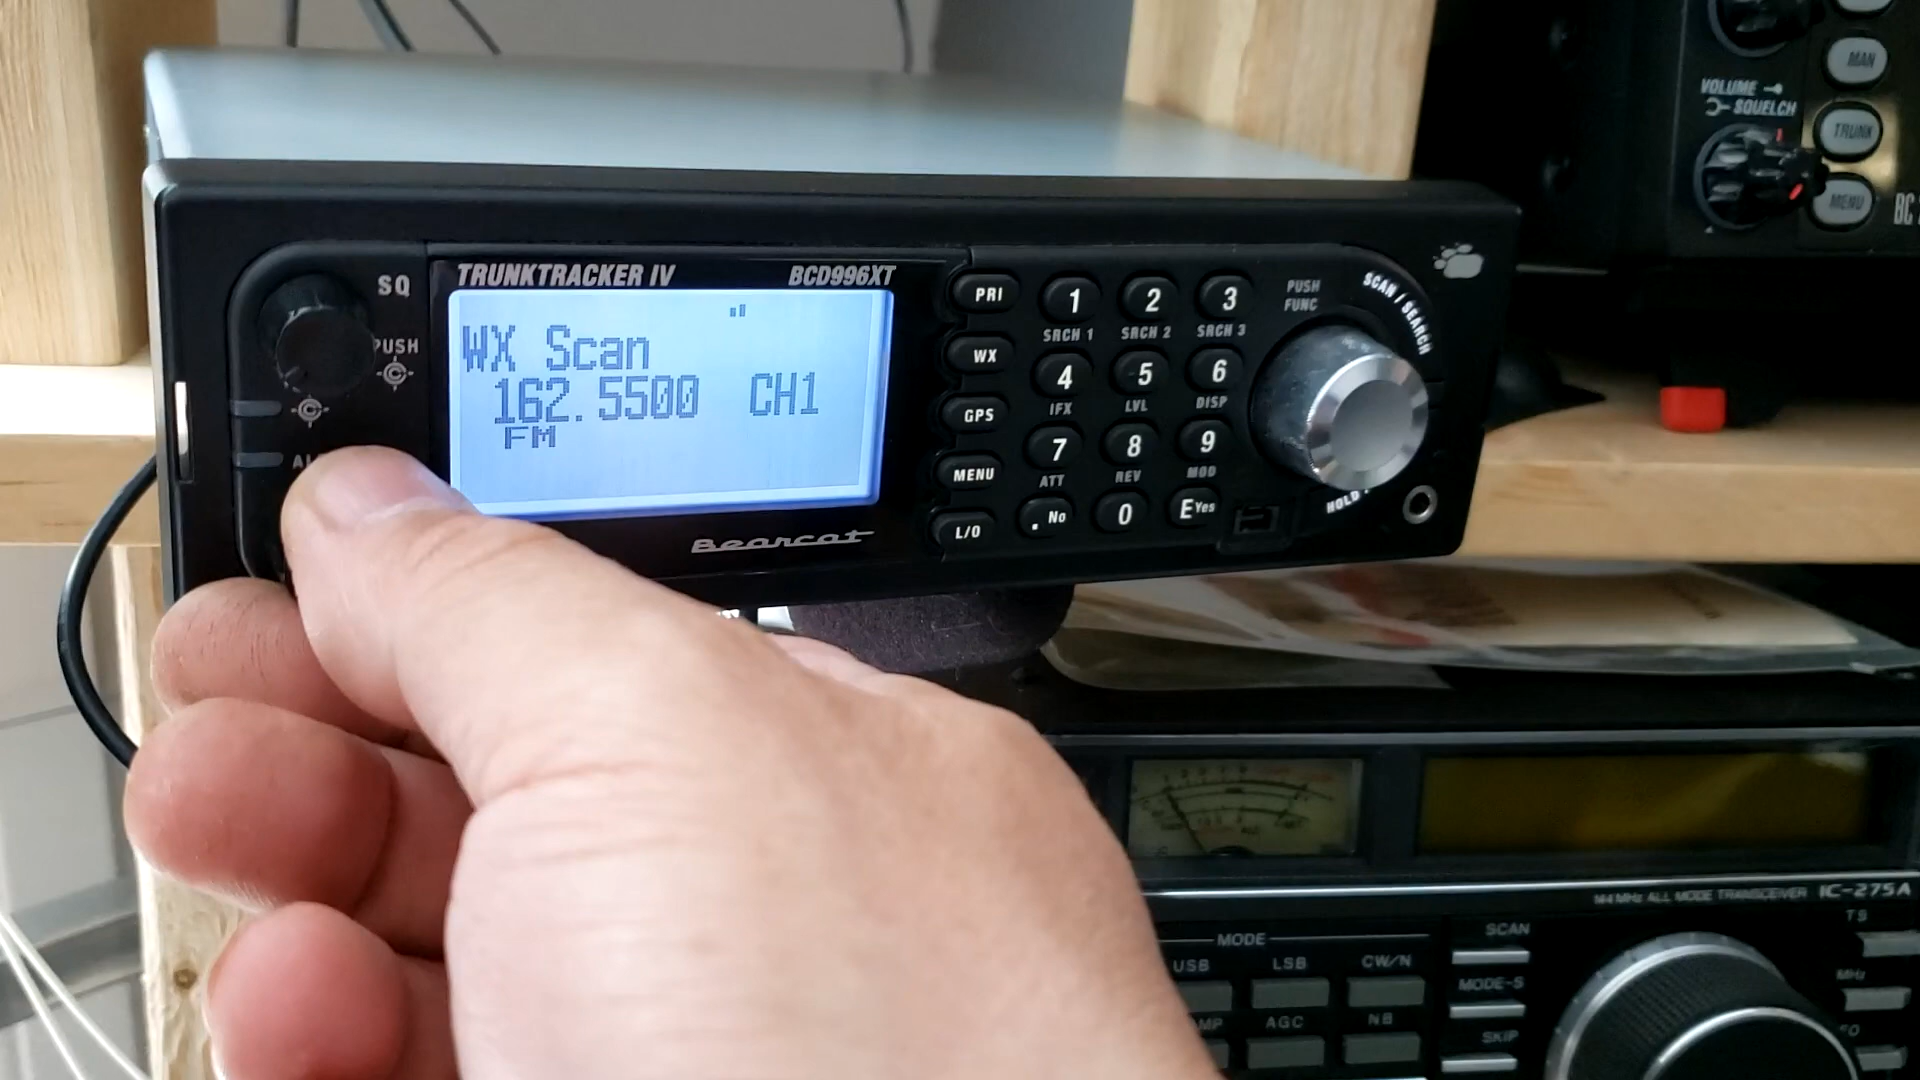 TRUNKTRACKER IV
BCD996XT
SQ
PUSH
WX Scan
162.5500 CH1
FM
Bearcat
PRI
WX
GPS
MENU
L/O
1
2
3
SRCH 1
SRCH 2
SRCH 3
4
5
6
IFX
LVL
DISP
7
8
9
ATT
REV
MOD
. No
0
E Yes
PUSH
FUNC
SCAN / SEARCH
HOLD
VOLUME
SQUELCH
MAN
TRUNK
MENU
BC
144MHz ALL MODE TRANSCEIVER IC-275A
MODE
USB
LSB
CW/N
AGC
NB
SCAN
MODE-S
SKIP
TS
MHz